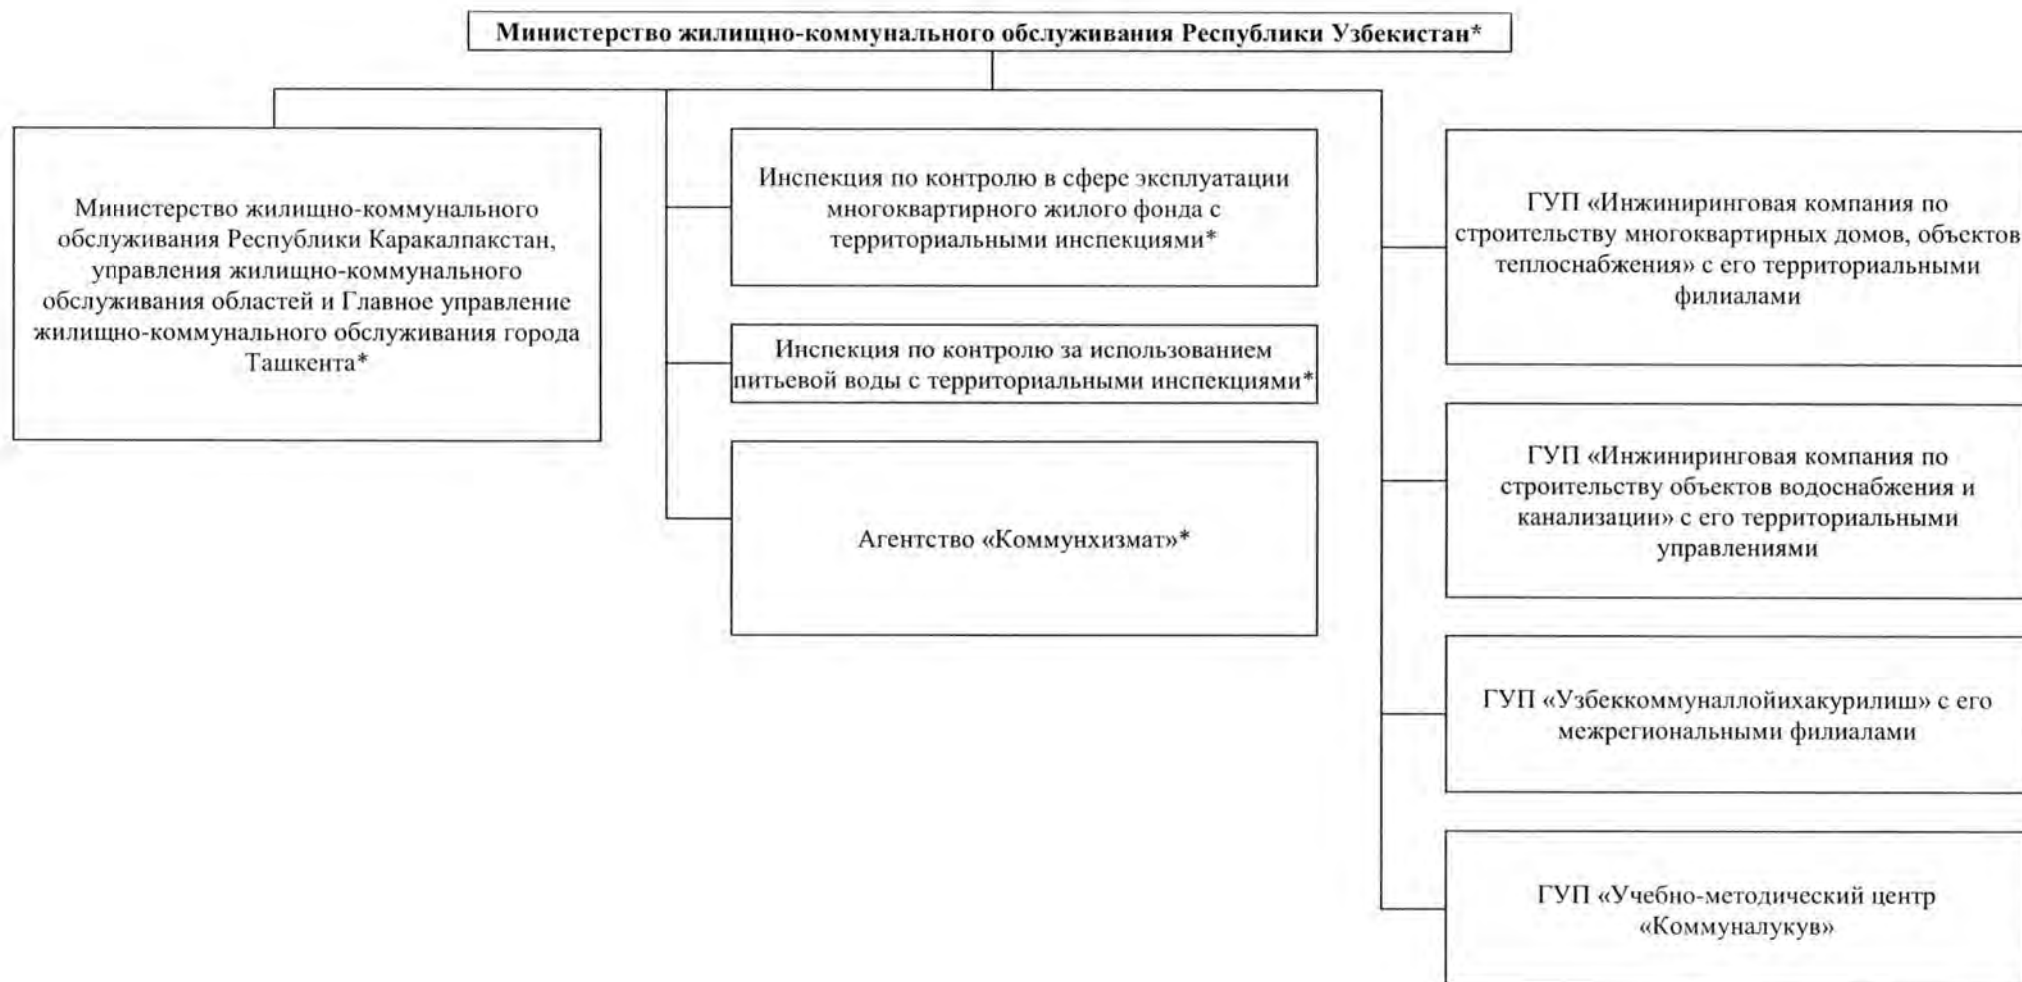 Министерство жилищно-коммунального обслуживания Республики Узбекистан*
Министерство жилищно-коммунального
обслуживания Республики Каракалпакстан,
управления жилищно-коммунального
обслуживания областей и Главное управление
жилищно-коммунального обслуживания города
Ташкента*
Инспекция по контролю в сфере эксплуатации
многоквартирного жилого фонда с
территориальными инспекциями*
Инспекция по контролю за использованием
питьевой воды с территориальными инспекциями*
Агентство «Коммунхизмат»*
ГУП «Инжиниринговая компания по
строительству многоквартирных домов, объектов
теплоснабжения» с его территориальными
филиалами
ГУП «Инжиниринговая компания по
строительству объектов водоснабжения и
канализации» с его территориальными
управлениями
ГУП «Узбеккоммуналлойихакурилиш» с его
межрегиональными филиалами
ГУП «Учебно-методический центр
«Коммуналукув»